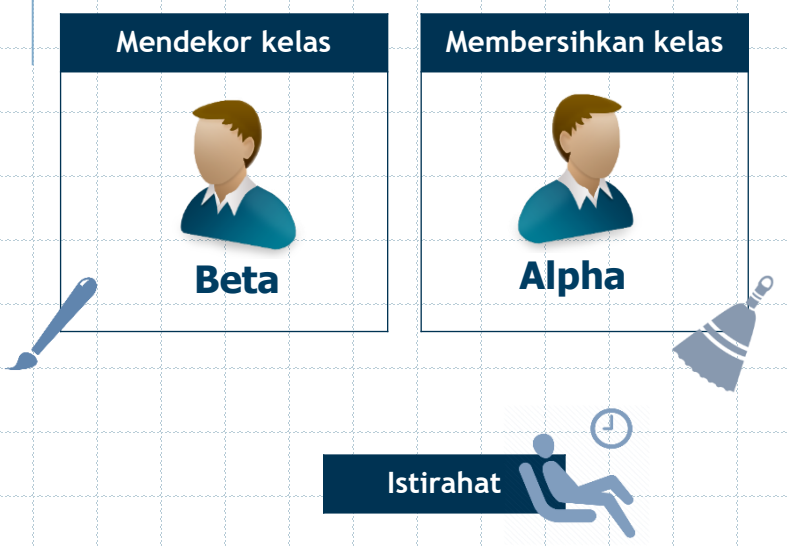 Mendekor kelas
Membersihkan kelas
Beta
Alpha
Istirahat